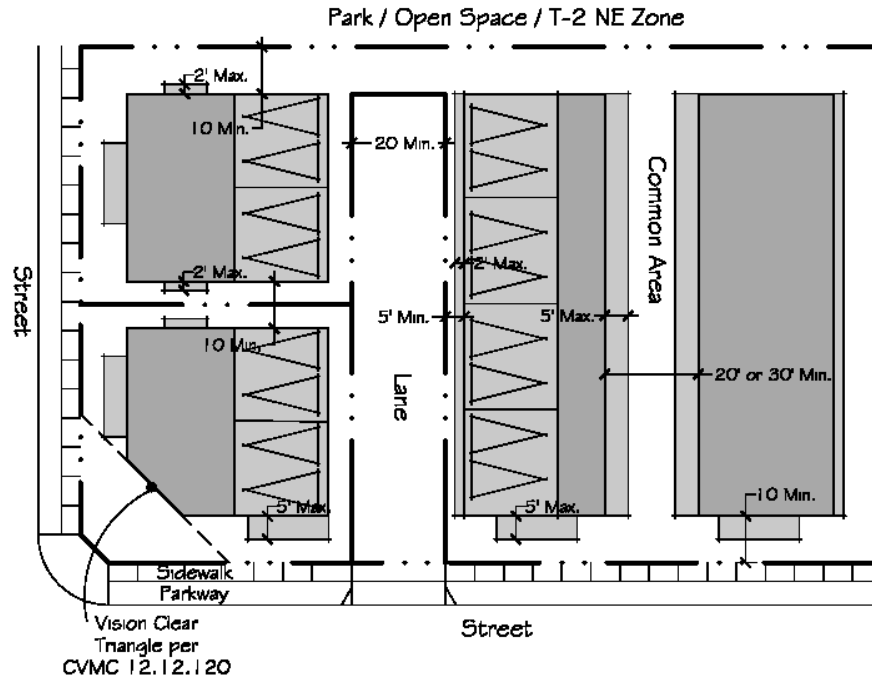 Park / Open Space / T-2 NE Zone
2' Max.
10 Min.
20 Min.
Common Area
2' Max.
2' Max.
Street
5' Min.
5' Max.
10 Min.
20' or 30' Min.
Lane
10 Min.
5' Max.
5' Max.
Sidewalk
Parkway
Vision Clear
Triangle per
CVMC 12.12.120
Street